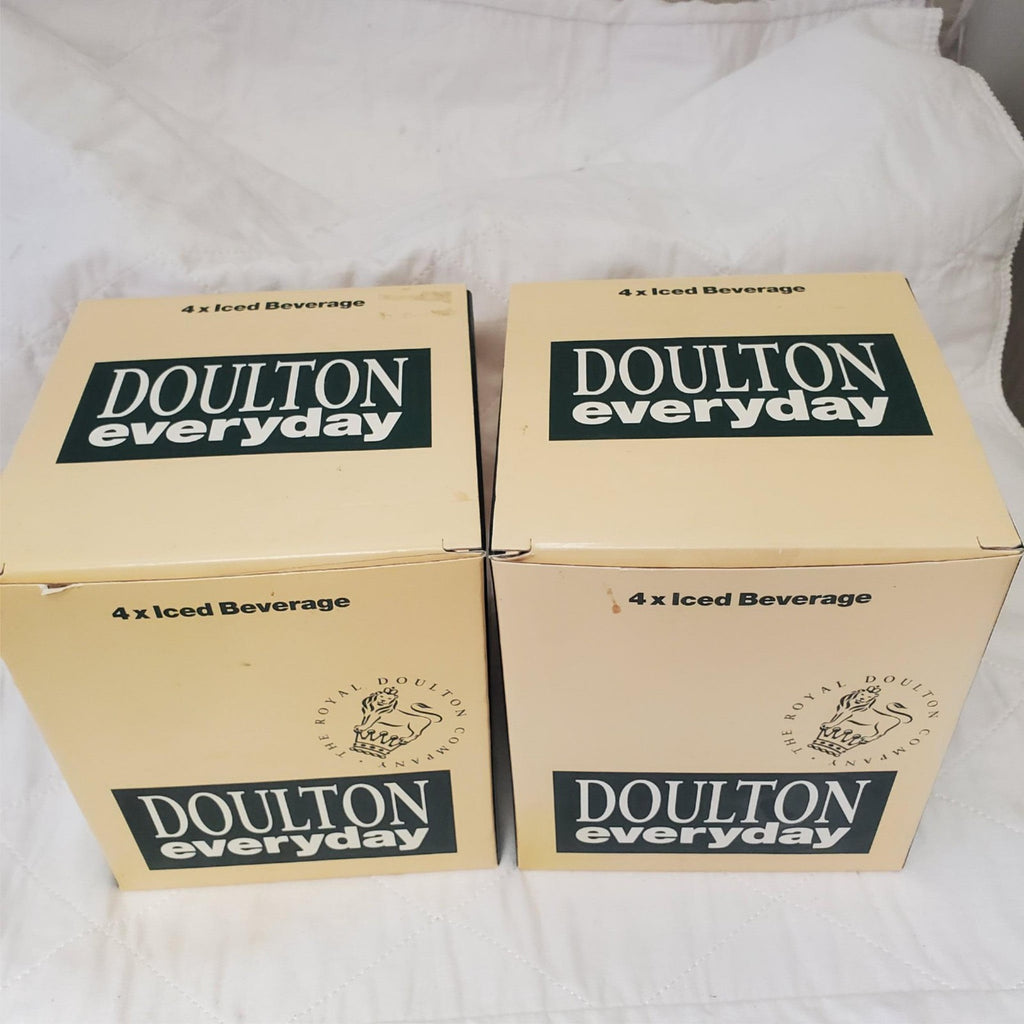 4 x Iced Beverage
DOULTON
everyday
4 x Iced Beverage
THE ROYAL DOULTON COMPANY
DOULTON
everyday
4 x Iced Beverage
DOULTON
everyday
4 x Iced Beverage
THE ROYAL DOULTON COMPANY
DOULTON
everyday